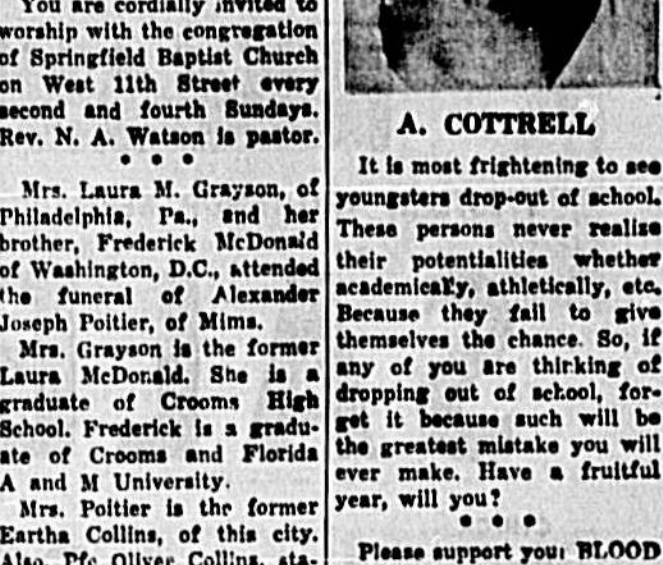 You are cordially invited to
worship with the congregation
of Springfield Baptist Church
on West 11th Street every
second and fourth Sundays.
Rev. N. A. Watson is pastor.
• • •
Mrs. Laura M. Grayson, of
Philadelphia, Pa., and her
brother, Frederick McDonald
of Washington, D.C., attended
the funeral of Alexander
Joseph Poitier, of Mims.
Mrs. Grayson is the former
Laura McDonald. She is a
graduate of Crooms High
School. Frederick is a gradu-
ate of Crooms and Florida
A and M University.
Mrs. Poitier is the former
Eartha Collins, of this city.
Also, Pfc Oliver Collins, sta-
A. COTTRELL
It is most frightening to see
youngsters drop-out of school.
These persons never realize
their potentialities whether
academically, athletically, etc.
Because they fail to give
themselves the chance. So, if
any of you are thinking of
dropping out of school, for-
get it because such will be
the greatest mistake you will
ever make. Have a fruitful
year, will you?
• • •
Please support your BLOOD